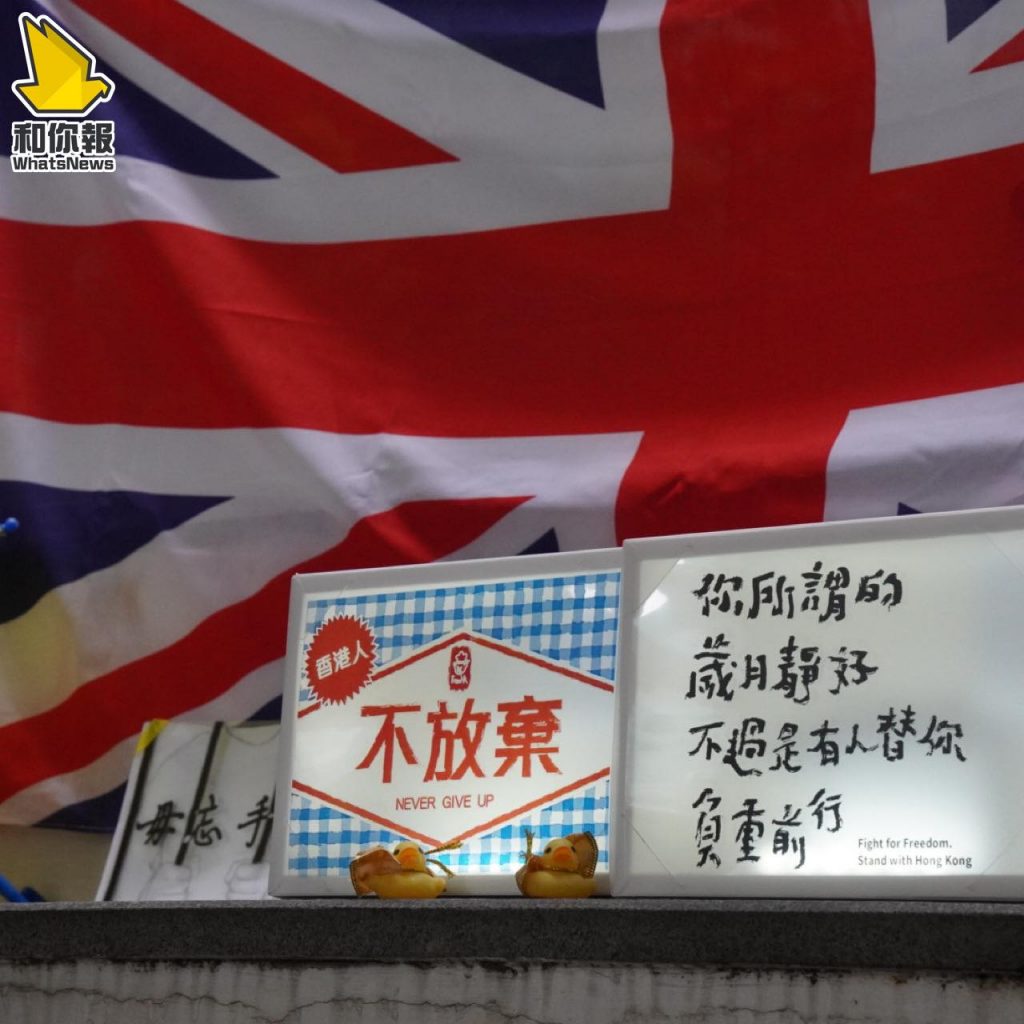 和你報
WhatsNews
香港人
不放棄
NEVER GIVE UP
你所謂的
歲月靜好
不過是有人替你
負重前行
Fight for Freedom.
Stand with Hong Kong
毋忘手